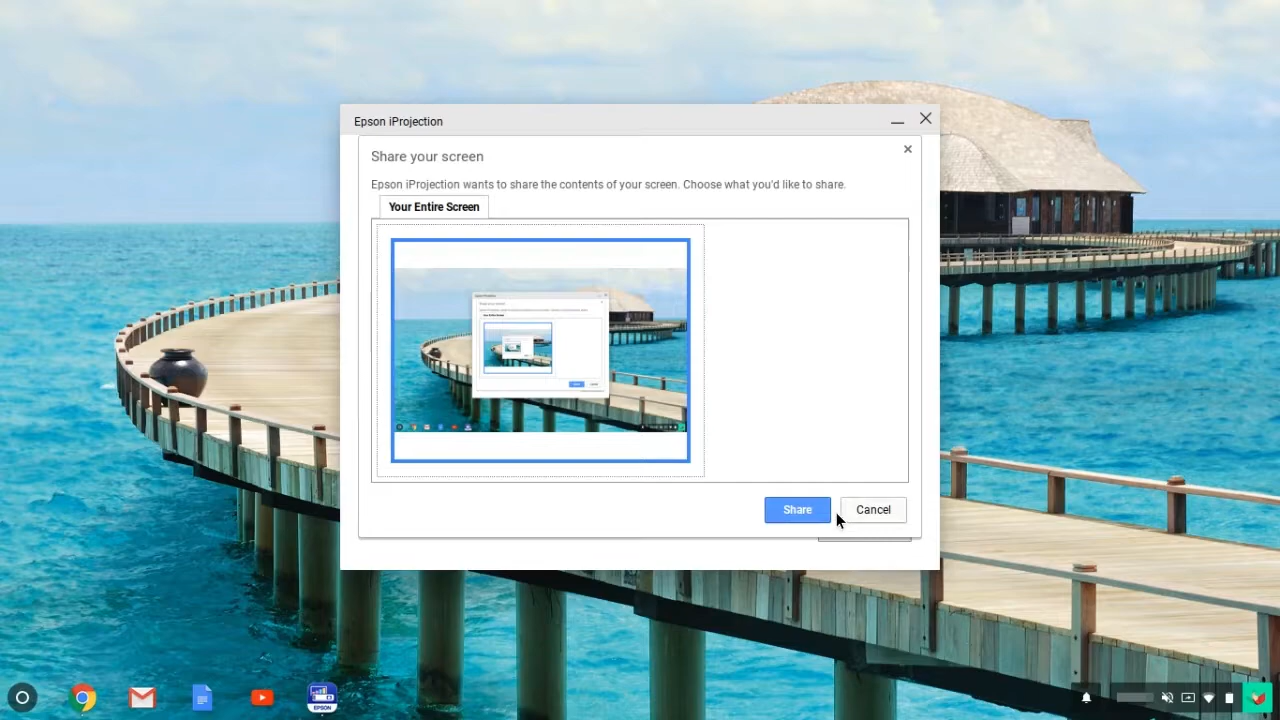 Epson iProjection
Share your screen
Epson iProjection wants to share the contents of your screen. Choose what you'd like to share.
Your Entire Screen
Share
Cancel
EPSON